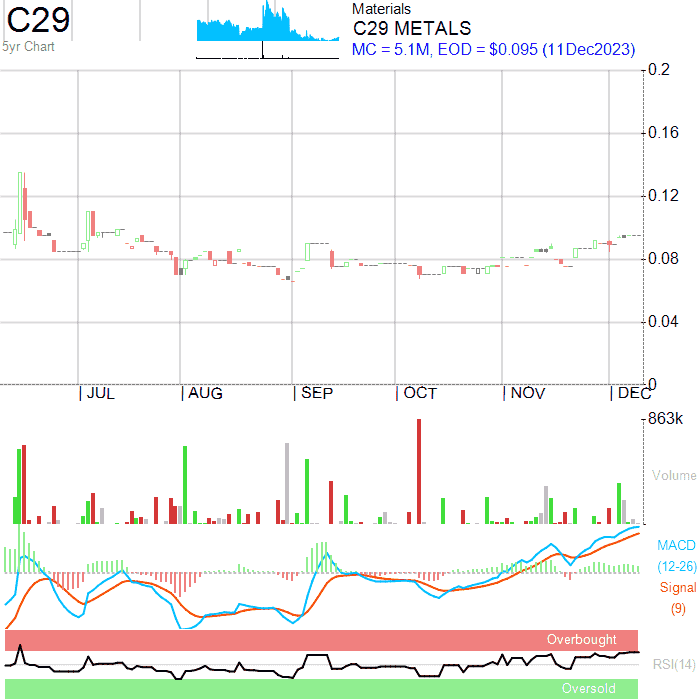 C29
5yr Chart
Materials
C29 METALS
MC = 5.1M, EOD = $0.095 (11Dec2023)
0.2
0.16
0.12
0.08
0.04
0
JUL AUG SEP OCT NOV DEC
863k
Volume
MACD
(12-26)
Signal
(9)
Overbought
RSI(14)
Oversold